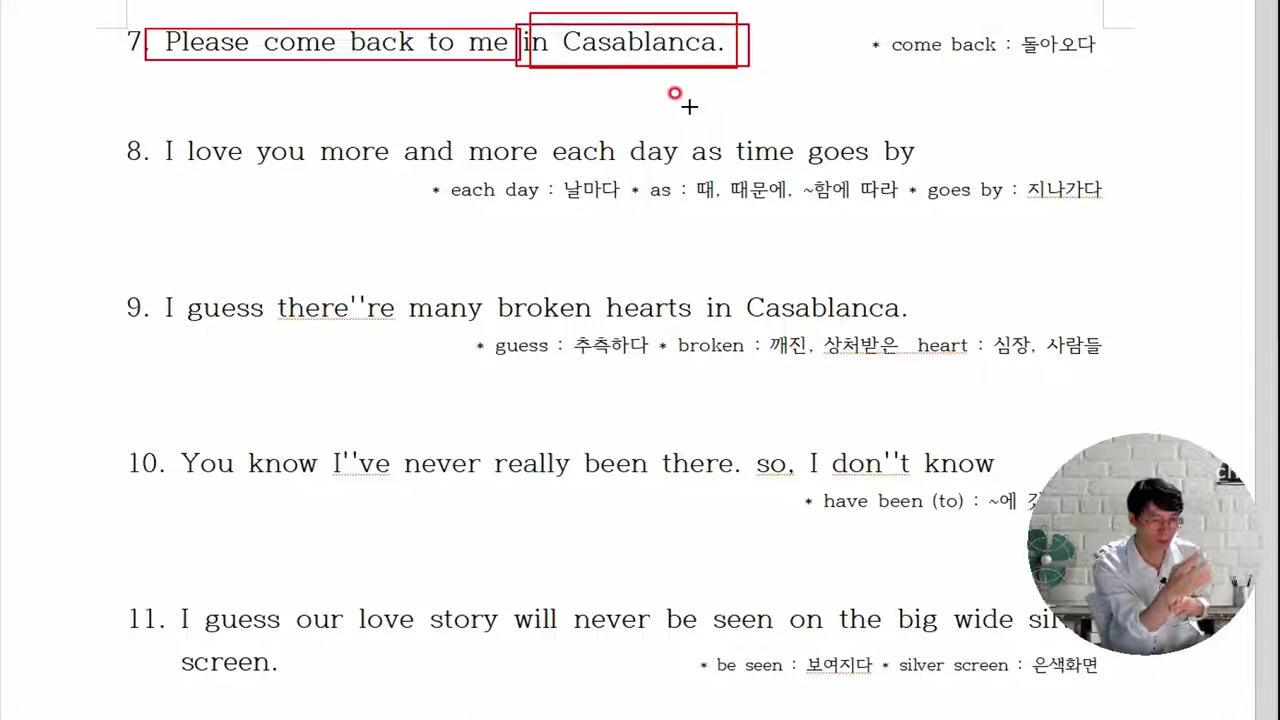 7. Please come back to me in Casablanca.
* come back : 돌아오다
8. I love you more and more each day as time goes by
* each day : 날마다 * as : 때, 때문에, ~함에 따라 * goes by : 지나가다
9. I guess there''re many broken hearts in Casablanca.
* guess : 추측하다 * broken : 깨진, 상처받은 heart : 심장, 사람들
10. You know I''ve never really been there. so, I don''t know
* have been (to) : ~에
11. I guess our love story will never be seen on the big wide
screen.
* be seen : 보여지다 * silver screen : 은색화면